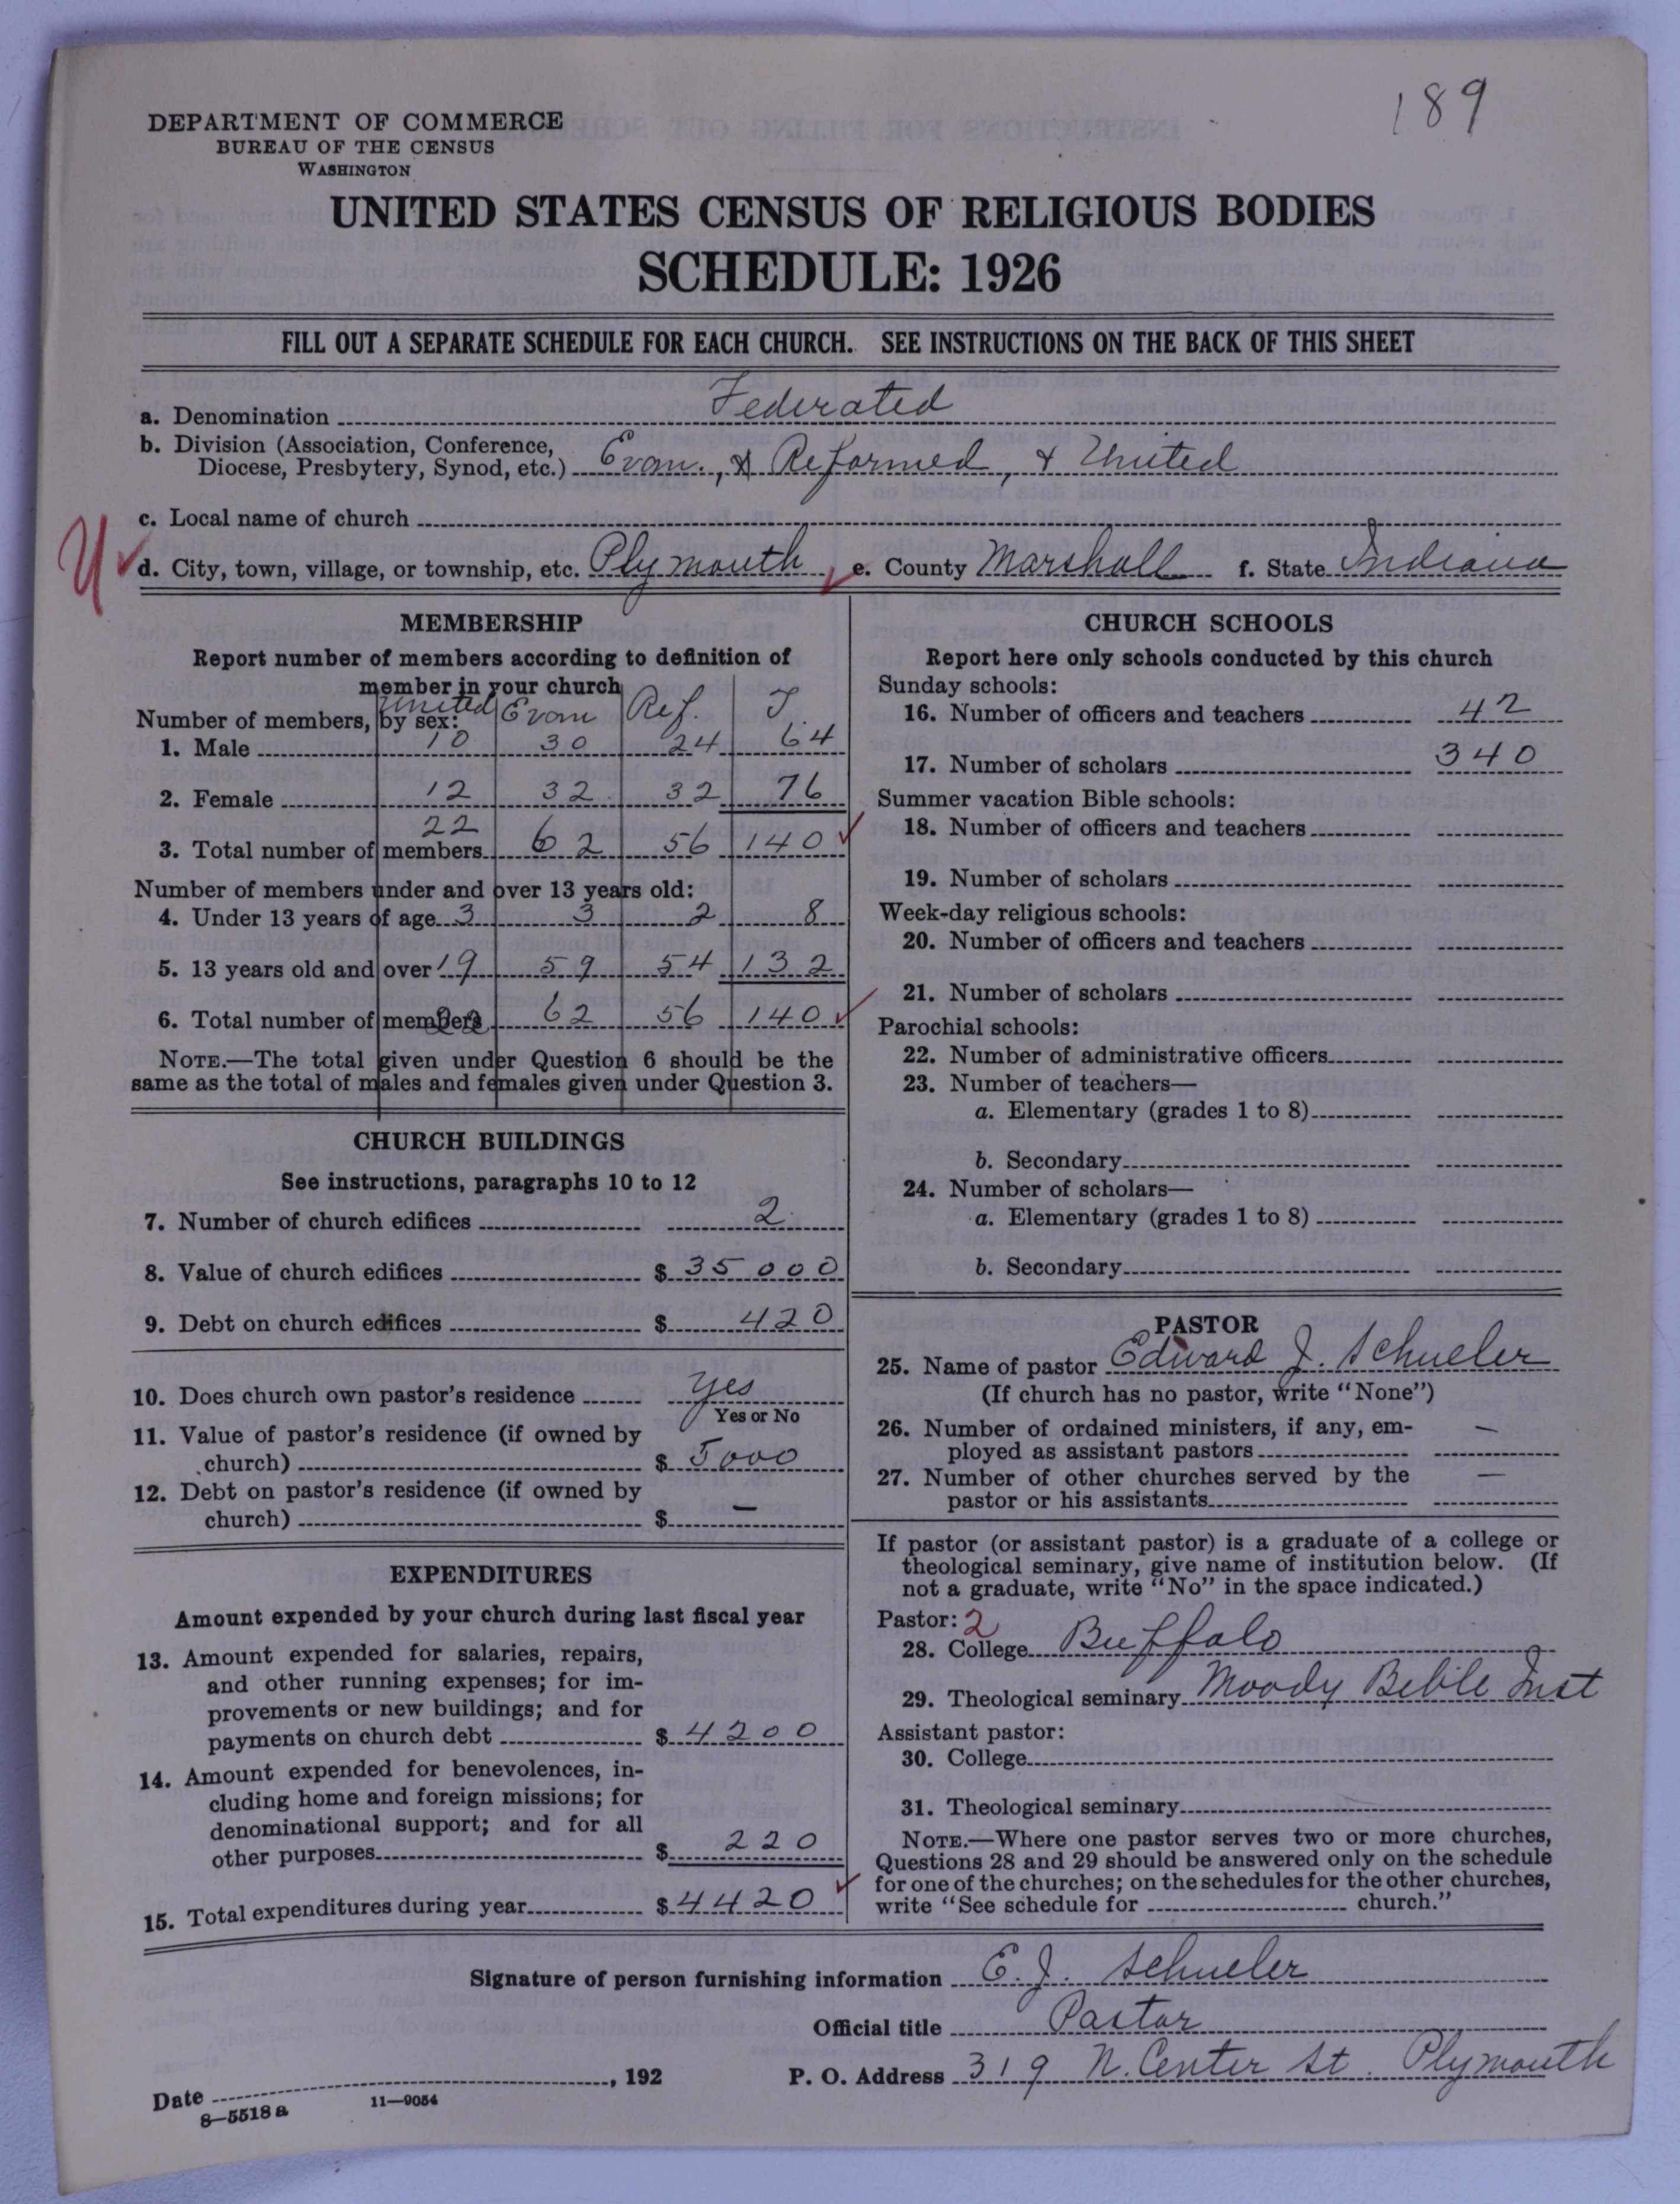 189
DEPARTMENT OF COMMERCE
BUREAU OF THE CENSUS
WASHINGTON
UNITED STATES CENSUS OF RELIGIOUS BODIES
SCHEDULE: 1926
FILL OUT A SEPARATE SCHEDULE FOR EACH CHURCH. SEE INSTRUCTIONS ON THE BACK OF THIS SHEET
a. Denomination Federated
b. Division (Association, Conference,
Diocese, Presbytery, Synod, etc.) Evan., & Reformed, & United
c. Local name of church
U d. City, town, village, or township, etc. Plymouth e. County Marshall f. State Indiana
MEMBERSHIP
Report number of members according to definition of
member in your church
Number of members, by sex: United Evan Ref. T.
1. Male 10 30 24 64
2. Female 12 32 32 76
3. Total number of members 22 62 56 140
Number of members under and over 13 years old:
4. Under 13 years of age 3 3 2 8
5. 13 years old and over 19 59 54 132
6. Total number of members 22 62 56 140
NOTE.—The total given under Question 6 should be the
same as the total of males and females given under Question 3.
CHURCH BUILDINGS
See instructions, paragraphs 10 to 12
7. Number of church edifices 2
8. Value of church edifices $ 35000
9. Debt on church edifices $ 420
10. Does church own pastor's residence yes
Yes or No
11. Value of pastor's residence (if owned by
church) $ 5000
12. Debt on pastor's residence (if owned by
church) $ —
EXPENDITURES
Amount expended by your church during last fiscal year
13. Amount expended for salaries, repairs,
and other running expenses; for im-
provements or new buildings; and for
payments on church debt $ 4200
14. Amount expended for benevolences, in-
cluding home and foreign missions; for
denominational support; and for all
other purposes $ 220
15. Total expenditures during year $ 4420
CHURCH SCHOOLS
Report here only schools conducted by this church
Sunday schools:
16. Number of officers and teachers 42
17. Number of scholars 340
Summer vacation Bible schools:
18. Number of officers and teachers
19. Number of scholars
Week-day religious schools:
20. Number of officers and teachers
21. Number of scholars
Parochial schools:
22. Number of administrative officers
23. Number of teachers—
a. Elementary (grades 1 to 8)
b. Secondary
24. Number of scholars—
a. Elementary (grades 1 to 8)
b. Secondary
PASTOR
25. Name of pastor Edward J. Schueler
(If church has no pastor, write "None")
26. Number of ordained ministers, if any, em-
ployed as assistant pastors —
27. Number of other churches served by the
pastor or his assistants —
If pastor (or assistant pastor) is a graduate of a college or
theological seminary, give name of institution below. (If
not a graduate, write "No" in the space indicated.)
Pastor: 2
28. College Buffalo
29. Theological seminary Moody Bible Inst
Assistant pastor:
30. College
31. Theological seminary
NOTE.—Where one pastor serves two or more churches,
Questions 28 and 29 should be answered only on the schedule
for one of the churches; on the schedules for the other churches,
write "See schedule for church."
Signature of person furnishing information E. J. Schueler
Official title Pastor
Date , 192 P. O. Address 319 N. Center St. Plymouth
8—5518 a 11—9054